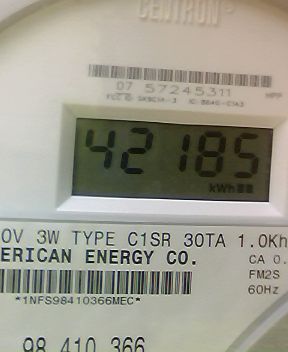 CENTRON®
07 57245311
42185
kWh
0V 3W TYPE C1SR 30TA 1.0Kh
ERICAN ENERGY CO.
CA 0.
FM2S
60Hz
*1NFS98410366MEC*
98 410 366